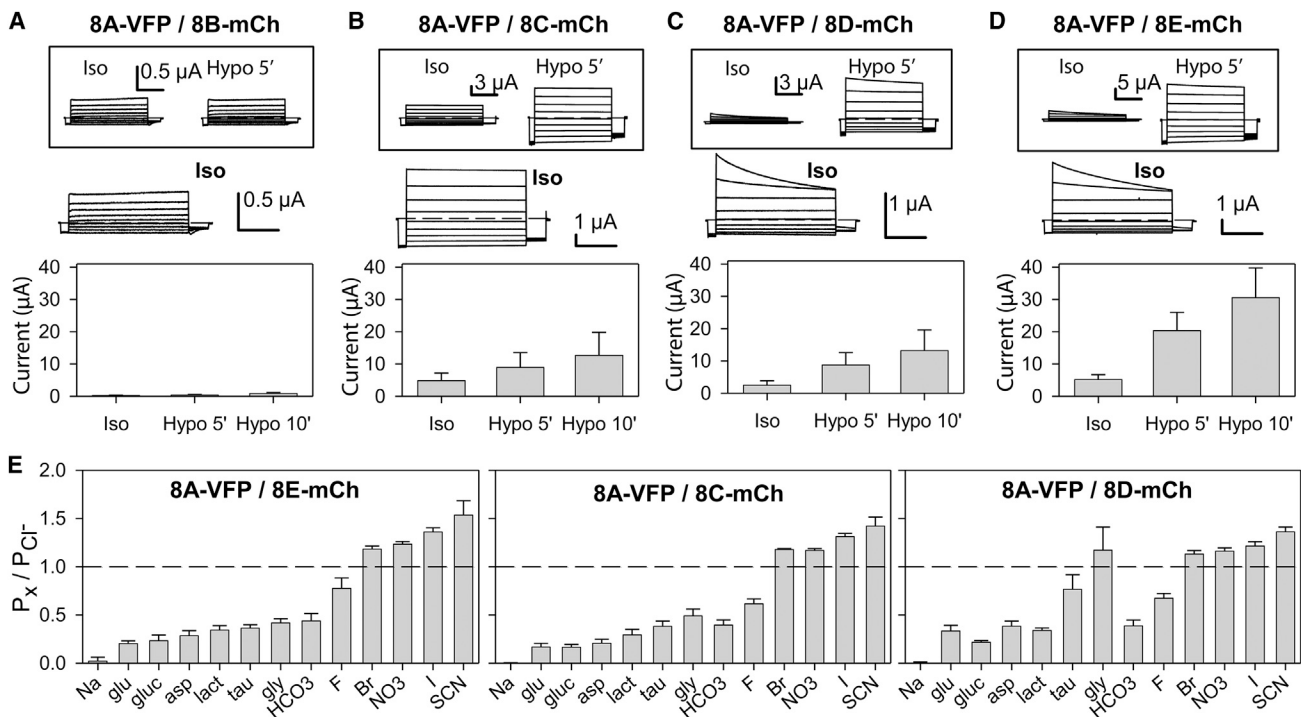 A 8A-VFP / 8B-mCh
Iso 0.5 µA Hypo 5′
Iso
0.5 µA
Current (µA)
40
30
20
10
0
Iso Hypo 5' Hypo 10'
B 8A-VFP / 8C-mCh
Iso 3 µA Hypo 5′
Iso
1 µA
Current (µA)
40
30
20
10
0
Iso Hypo 5' Hypo 10'
C 8A-VFP / 8D-mCh
Iso 3 µA Hypo 5′
Iso
1 µA
Current (µA)
40
30
20
10
0
Iso Hypo 5' Hypo 10'
D 8A-VFP / 8E-mCh
Iso 5 µA Hypo 5′
Iso
1 µA
Current (µA)
40
30
20
10
0
Iso Hypo 5' Hypo 10'
E
Px / PCl-
2.0
1.5
1.0
0.5
0.0
8A-VFP / 8E-mCh
Na glu gluc asp lact tau gly HCO3 F Br NO3 I SCN
8A-VFP / 8C-mCh
Na glu gluc asp lact tau gly HCO3 F Br NO3 I SCN
8A-VFP / 8D-mCh
Na glu gluc asp lact tau gly HCO3 F Br NO3 I SCN